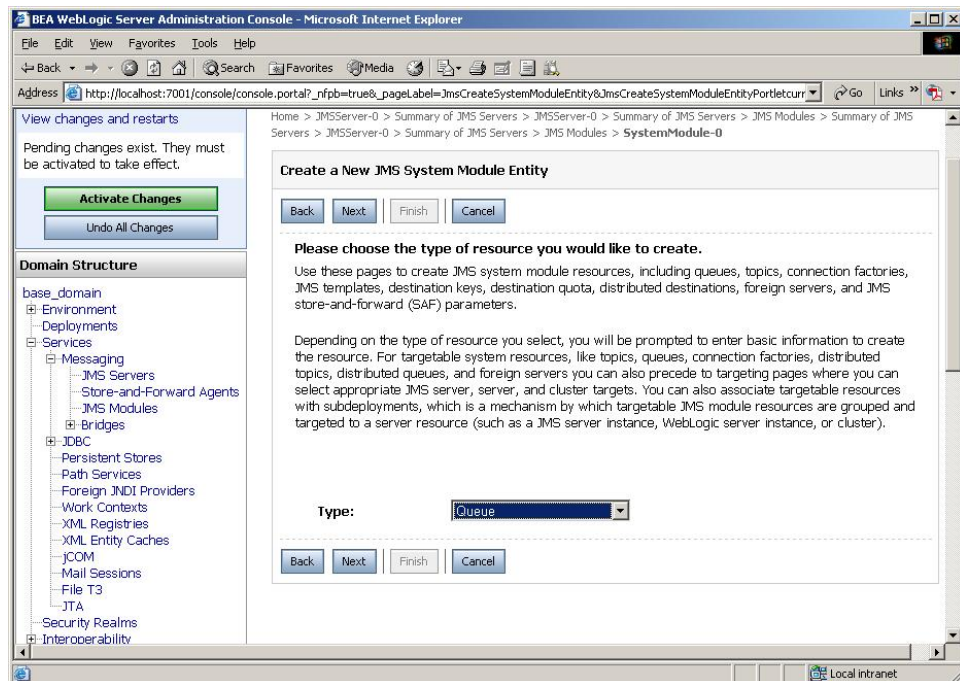 BEA WebLogic Server Administration Console - Microsoft Internet Explorer
File Edit View Favorites Tools Help
Back Search Favorites Media
Address http://localhost:7001/console/console.portal?_nfpb=true&_pageLabel=JmsCreateSystemModuleEntity&JmsCreateSystemModuleEntityPortletcurr Go Links »
View changes and restarts
Pending changes exist. They must
be activated to take effect.
Activate Changes
Undo All Changes
Domain Structure
base_domain
Environment
Deployments
Services
Messaging
JMS Servers
Store-and-Forward Agents
JMS Modules
Bridges
JDBC
Persistent Stores
Path Services
Foreign JNDI Providers
Work Contexts
XML Registries
XML Entity Caches
jCOM
Mail Sessions
File T3
JTA
Security Realms
Interoperability
Home > JMSServer-0 > Summary of JMS Servers > JMSServer-0 > Summary of JMS Servers > JMS Modules > Summary of JMS
Servers > JMSServer-0 > Summary of JMS Servers > JMS Modules > SystemModule-0
Create a New JMS System Module Entity
Back Next Finish Cancel
Please choose the type of resource you would like to create.
Use these pages to create JMS system module resources, including queues, topics, connection factories,
JMS templates, destination keys, destination quota, distributed destinations, foreign servers, and JMS
store-and-forward (SAF) parameters.
Depending on the type of resource you select, you will be prompted to enter basic information to create
the resource. For targetable system resources, like topics, queues, connection factories, distributed
topics, distributed queues, and foreign servers you can also precede to targeting pages where you can
select appropriate JMS server, server, and cluster targets. You can also associate targetable resources
with subdeployments, which is a mechanism by which targetable JMS module resources are grouped and
targeted to a server resource (such as a JMS server instance, WebLogic server instance, or cluster).
Type: Queue
Back Next Finish Cancel
Local intranet